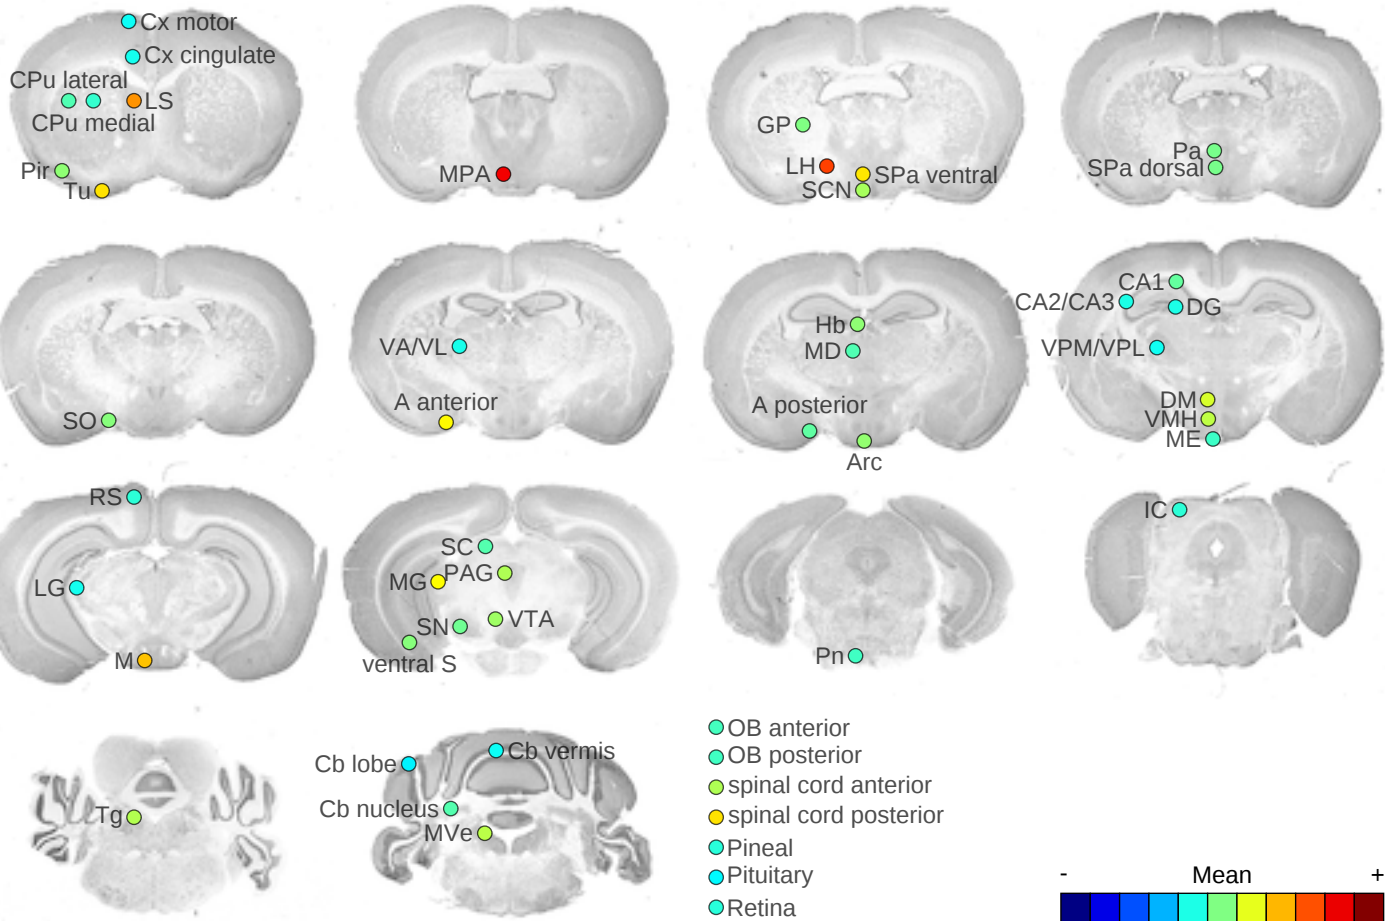 Cx motor
Cx cingulate
CPu lateral
LS
CPu medial
Pir
Tu
MPA
GP
LH
SPa ventral
SCN
Pa
SPa dorsal
SO
VA/VL
A anterior
Hb
MD
A posterior
Arc
CA1
CA2/CA3
DG
VPM/VPL
DM
VMH
ME
RS
LG
M
SC
MG
PAG
SN
VTA
ventral S
Pn
IC
Tg
Cb lobe
Cb vermis
Cb nucleus
MVe
OB anterior
OB posterior
spinal cord anterior
spinal cord posterior
Pineal
Pituitary
Retina
- Mean +